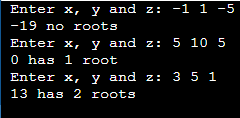 Enter x, y and z: -1 1 -5
-19 no roots
Enter x, y and z: 5 10 5
0 has 1 root
Enter x, y and z: 3 5 1
13 has 2 roots